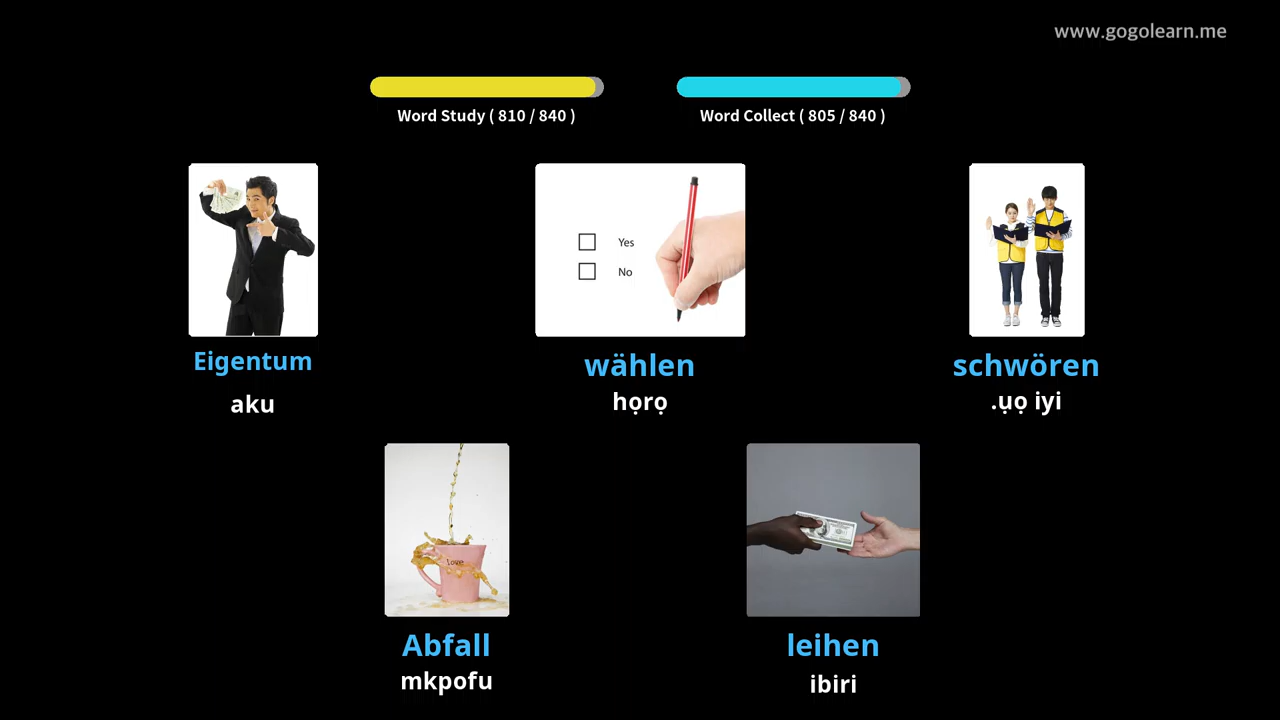 www.gogolearn.me
Word Study ( 810 / 840 )
Word Collect ( 805 / 840 )
Yes
No
Eigentum
aku
wählen
họrọ
schwören
.ụọ iyi
love
Abfall
mkpofu
leihen
ibiri